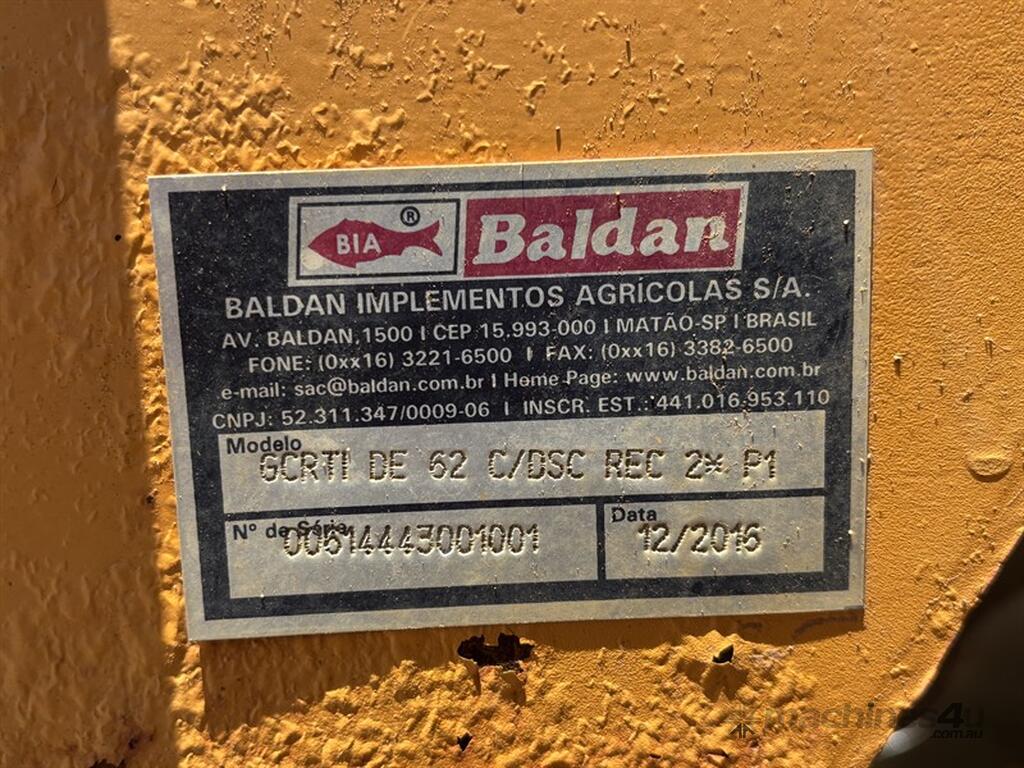 BIA ® Baldan
BALDAN IMPLEMENTOS AGRÍCOLAS S/A.
AV. BALDAN, 1500 I CEP 15.993-000 I MATÃO-SP I BRASIL
FONE: (0xx16) 3221-6500 I FAX: (0xx16) 3382-6500
e-mail: sac@baldan.com.br I Home Page: www.baldan.com.br
CNPJ: 52.311.347/0009-06 I INSCR. EST.: 441.016.953.110
Modelo
GCRTI DE 62 C/DSC REC 2* P1
Nº de Série
00614443001001
Data
12/2016
machines4u
.com.au